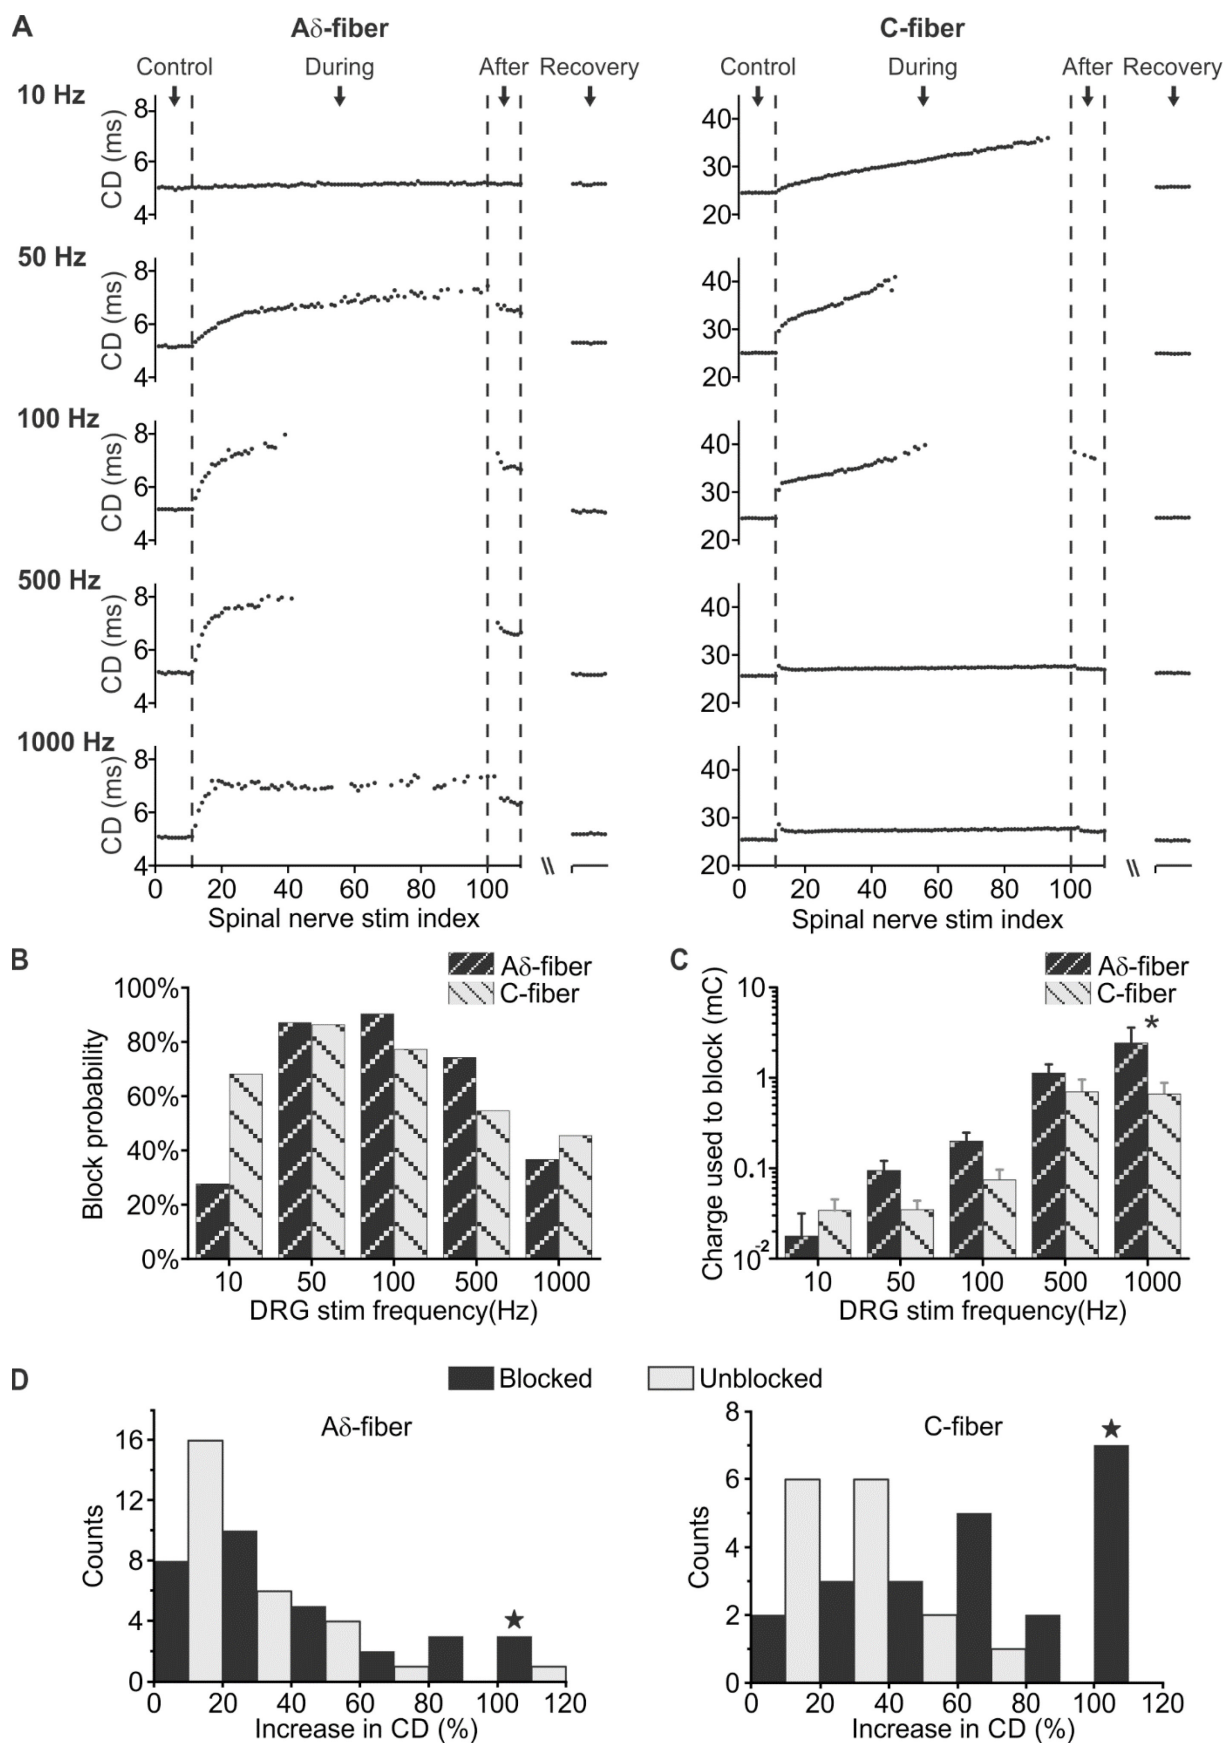 A
Aδ-fiber
C-fiber
Control During After Recovery
Control During After Recovery
10 Hz
CD (ms)
8
6
4
40
30
20
50 Hz
CD (ms)
8
6
4
40
30
20
100 Hz
CD (ms)
8
6
4
40
30
20
500 Hz
CD (ms)
8
6
4
40
30
20
1000 Hz
CD (ms)
8
6
4
40
30
20
0 20 40 60 80 100
Spinal nerve stim index
0 20 40 60 80 100
Spinal nerve stim index
B
Aδ-fiber
C-fiber
Block probability
100%
80%
60%
40%
20%
0%
10 50 100 500 1000
DRG stim frequency(Hz)
C
Aδ-fiber
C-fiber
Charge used to block (mC)
10
1
0.1
10-2
*
10 50 100 500 1000
DRG stim frequency(Hz)
D
Blocked Unblocked
Aδ-fiber
Counts
16
12
8
4
0
0 20 40 60 80 100 120
Increase in CD (%)
C-fiber
Counts
8
6
4
2
0
0 20 40 60 80 100 120
Increase in CD (%)